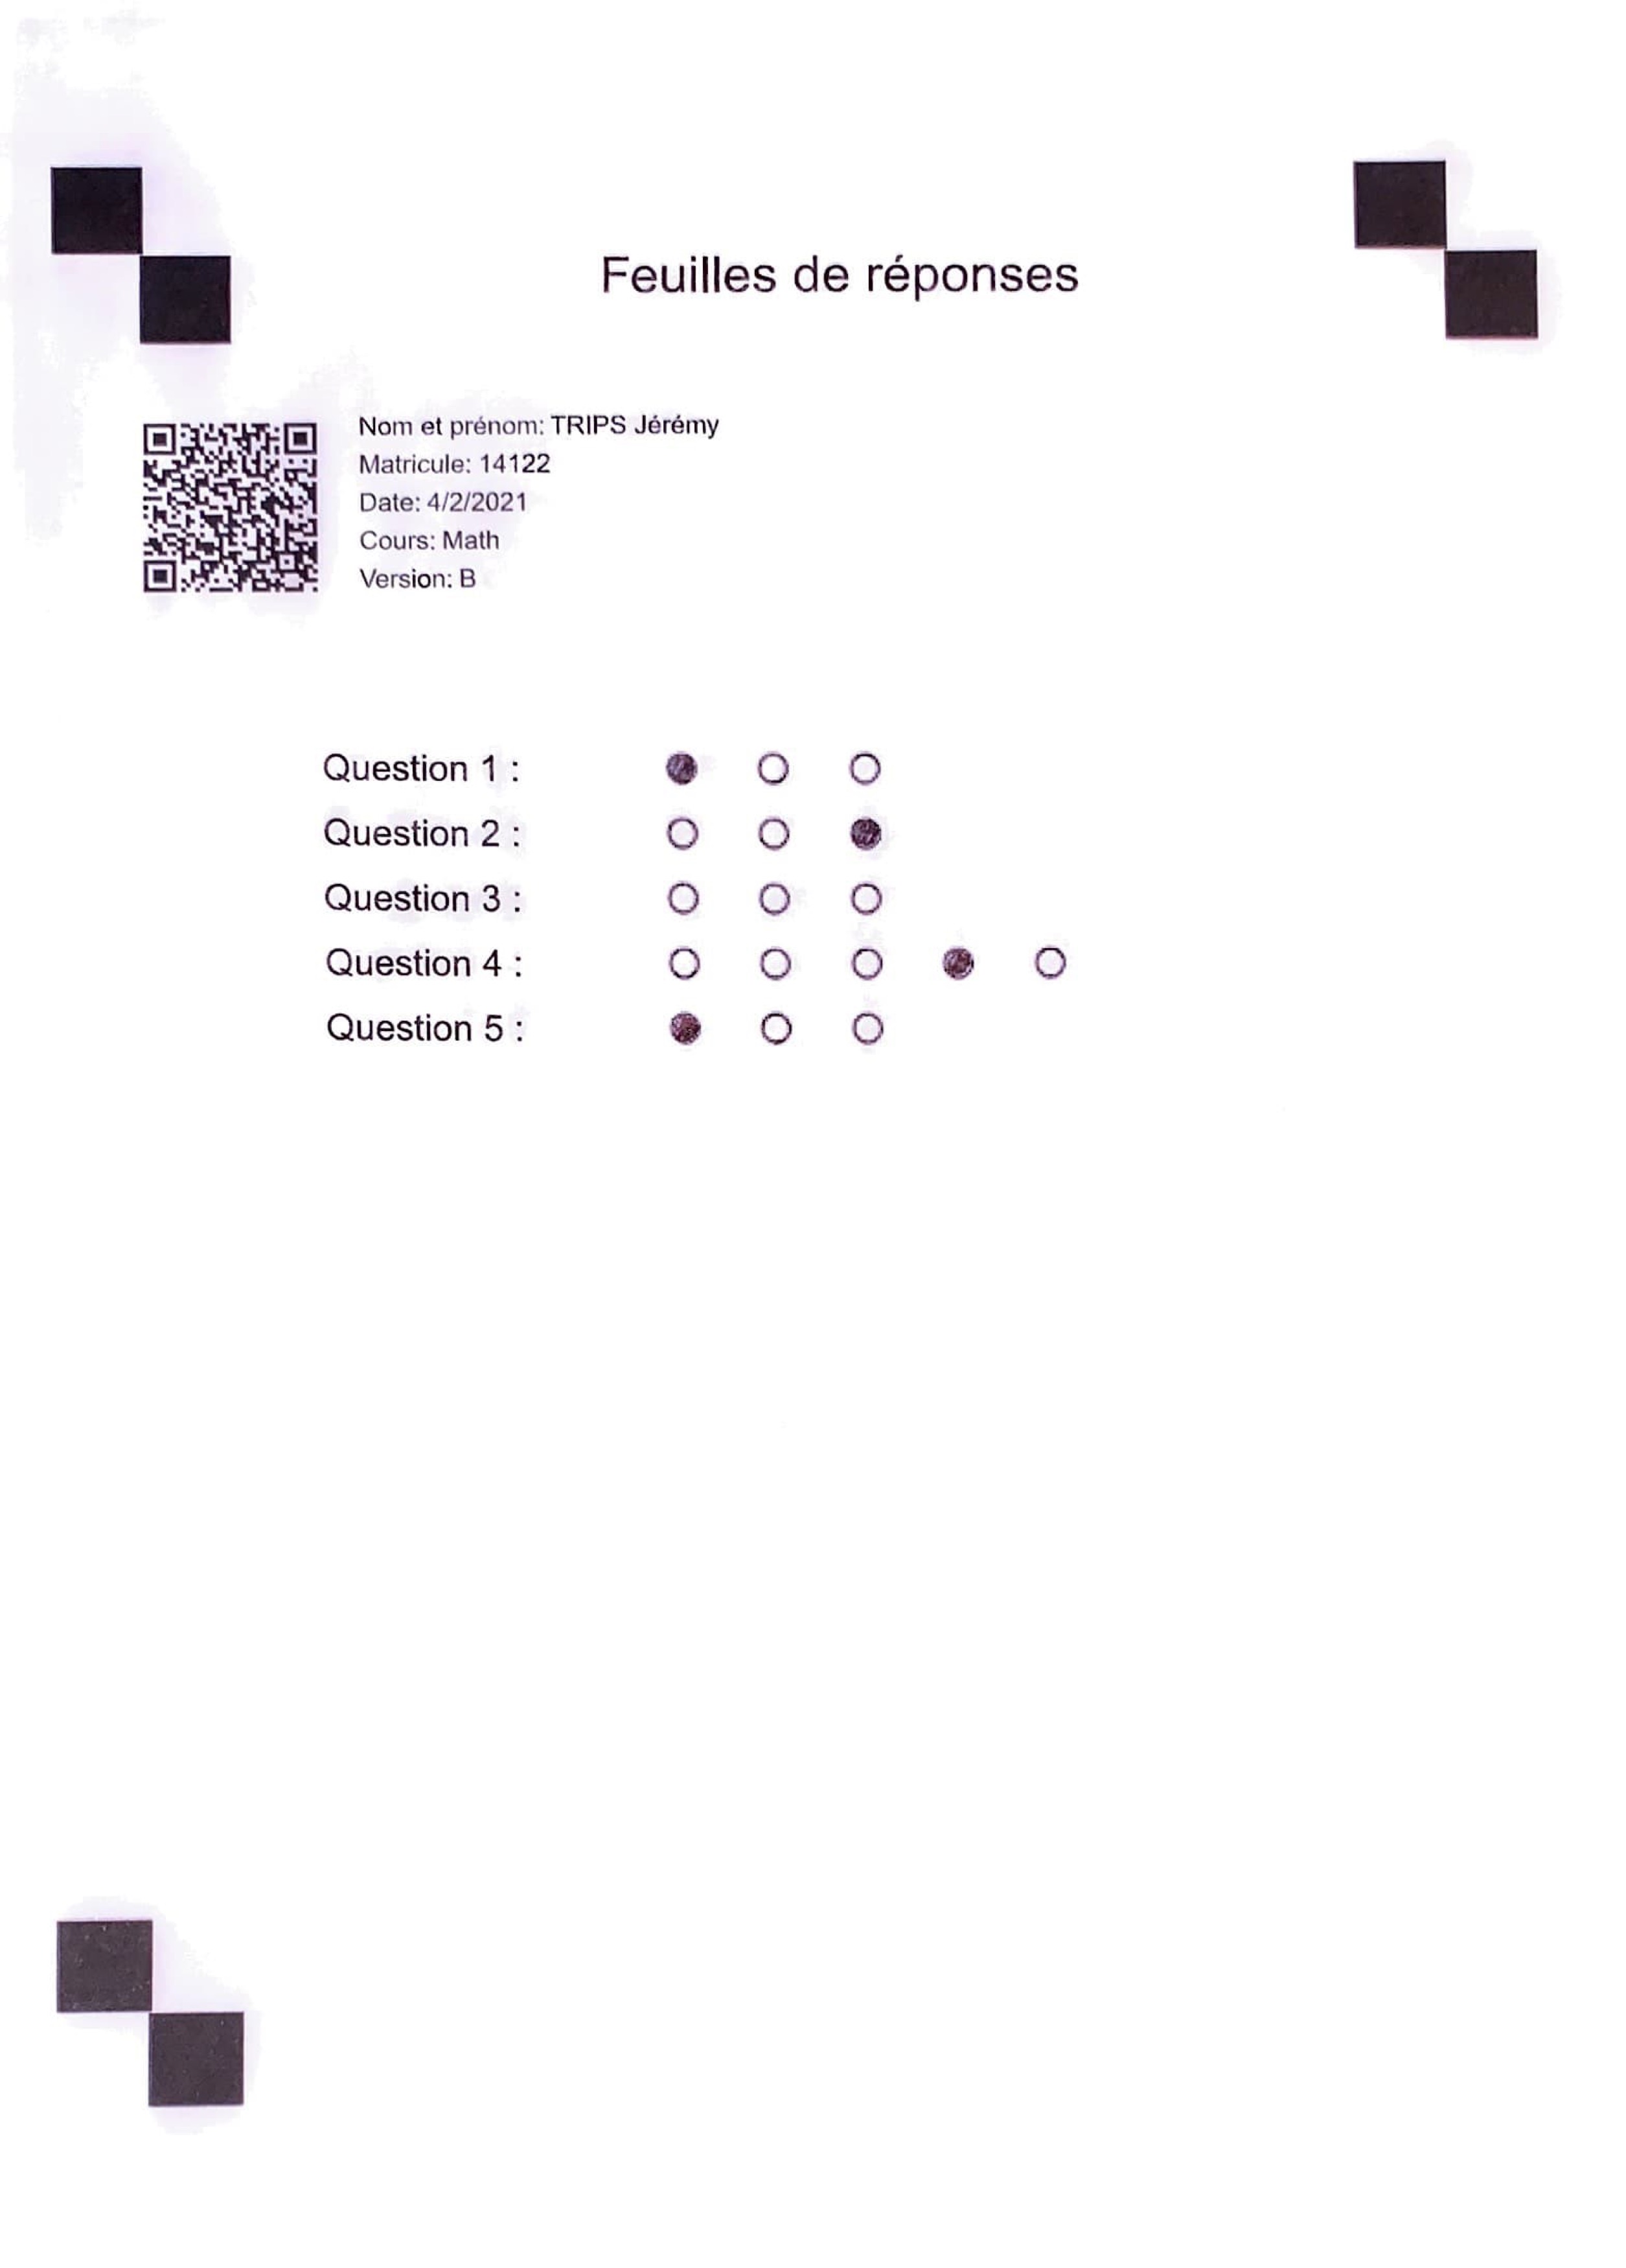 Feuilles de réponses
Nom et prénom: TRIPS Jérémy
Matricule: 14122
Date: 4/2/2021
Cours: Math
Version: B
Question 1 :
Question 2 :
Question 3 :
Question 4 :
Question 5 :